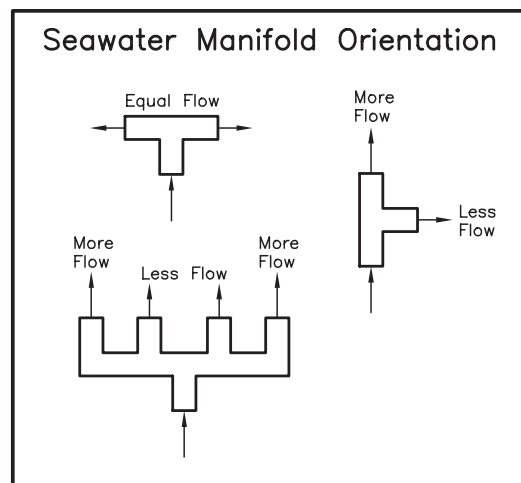 Seawater Manifold Orientation
Equal Flow
More
Flow
Less
Flow
More
Flow
Less Flow
More
Flow